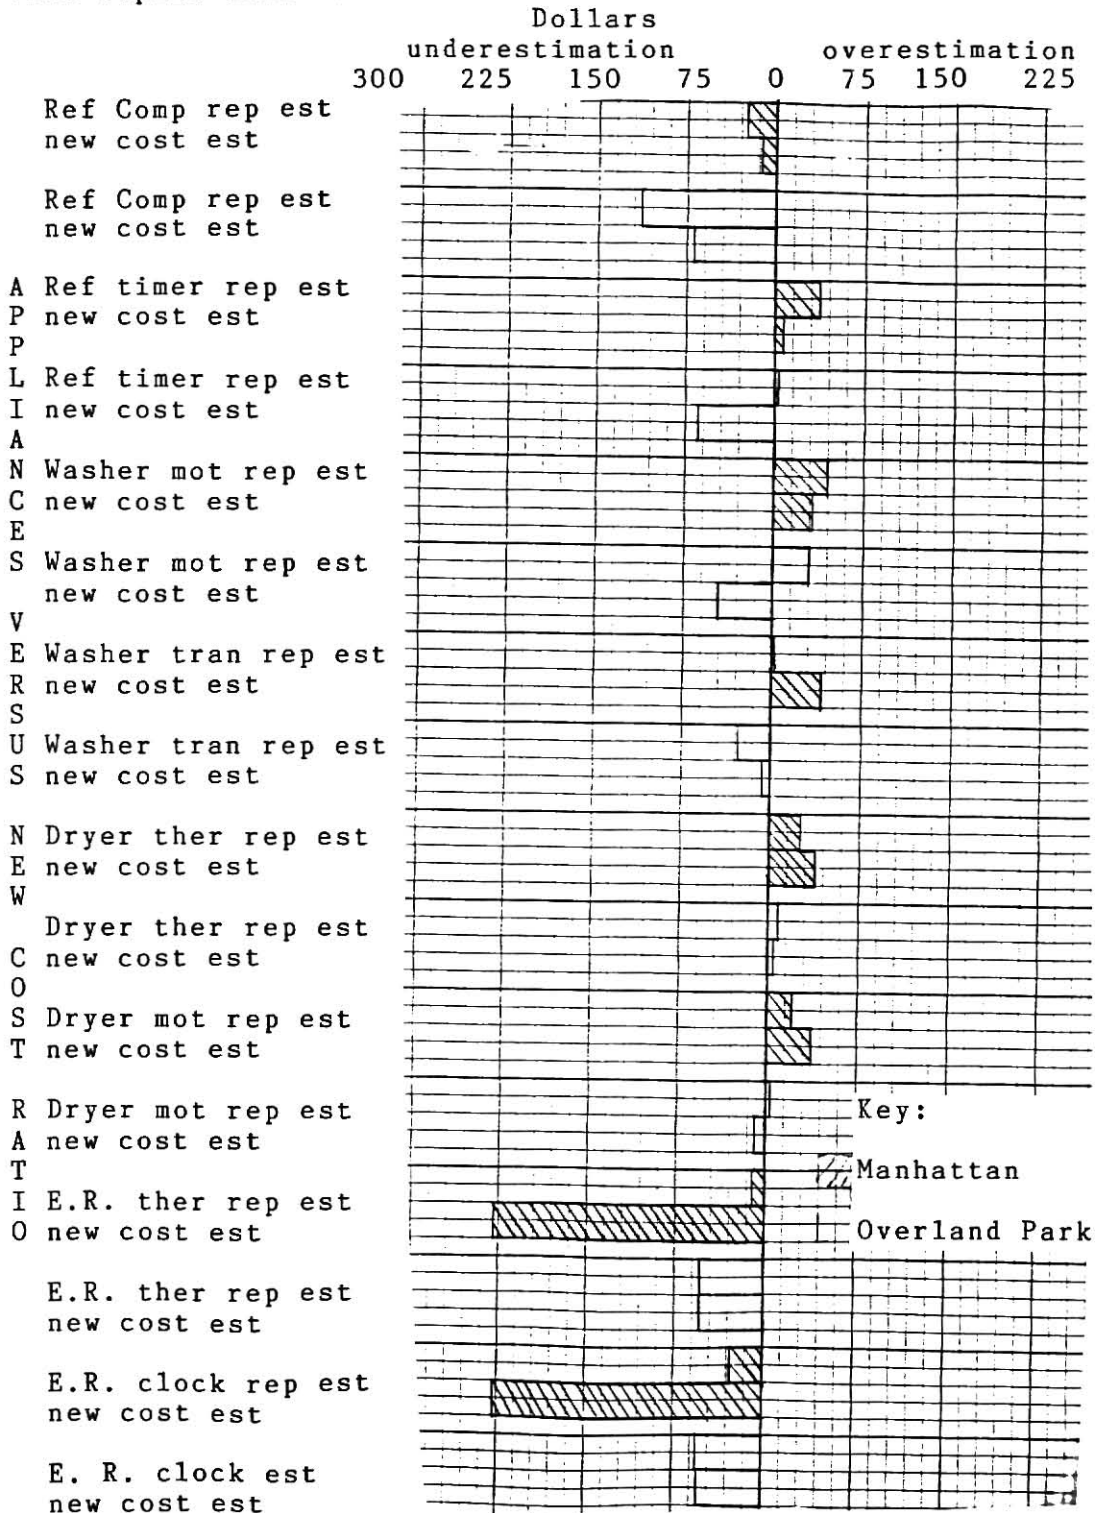 Dollars
underestimation overestimation
300 225 150 75 0 75 150 225
Ref Comp rep est
new cost est
Ref Comp rep est
new cost est
A Ref timer rep est
P new cost est
P
L Ref timer rep est
I new cost est
A
N Washer mot rep est
C new cost est
E
S Washer mot rep est
new cost est
V
E Washer tran rep est
R new cost est
S
U Washer tran rep est
S new cost est
N Dryer ther rep est
E new cost est
W
Dryer ther rep est
C new cost est
O
S Dryer mot rep est
T new cost est
R Dryer mot rep est
A new cost est
T
I E.R. ther rep est
O new cost est
E.R. ther rep est
new cost est
E.R. clock rep est
new cost est
E. R. clock est
new cost est
Key:
Manhattan
Overland Park